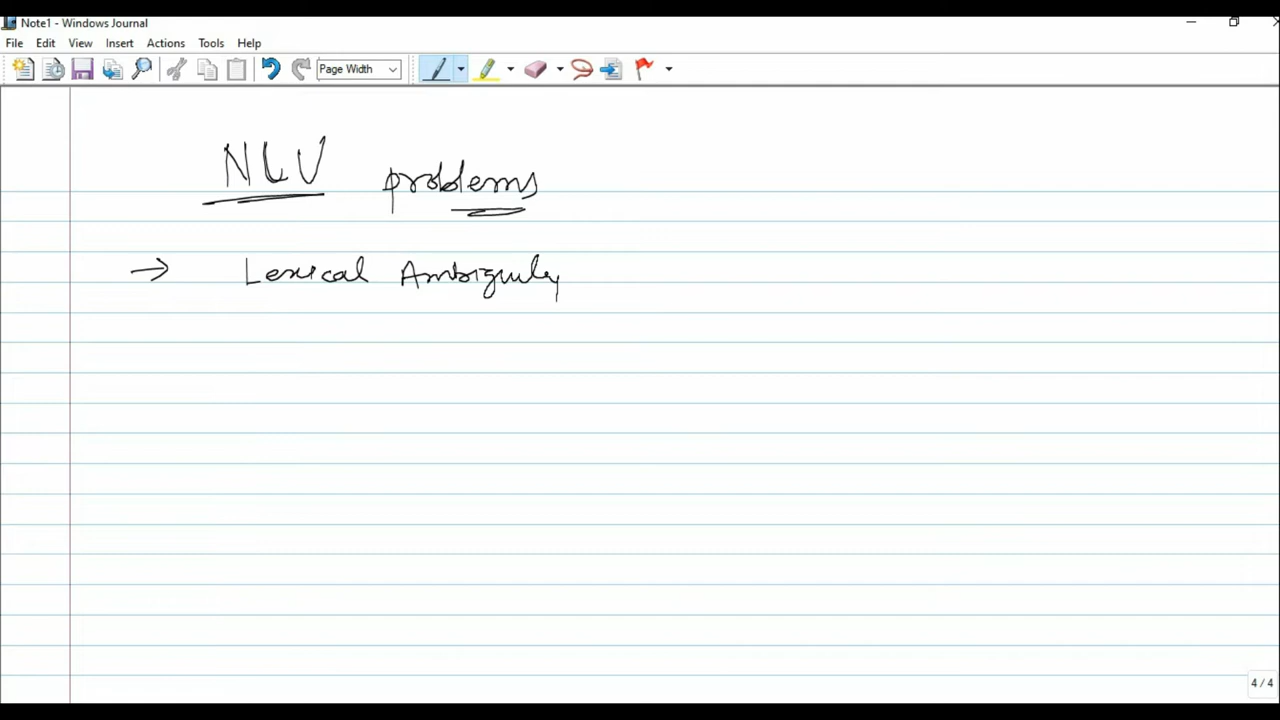 Note1 - Windows Journal
File Edit View Insert Actions Tools Help
Page Width
NLU problems
→ Lexical Ambiguity
4 / 4